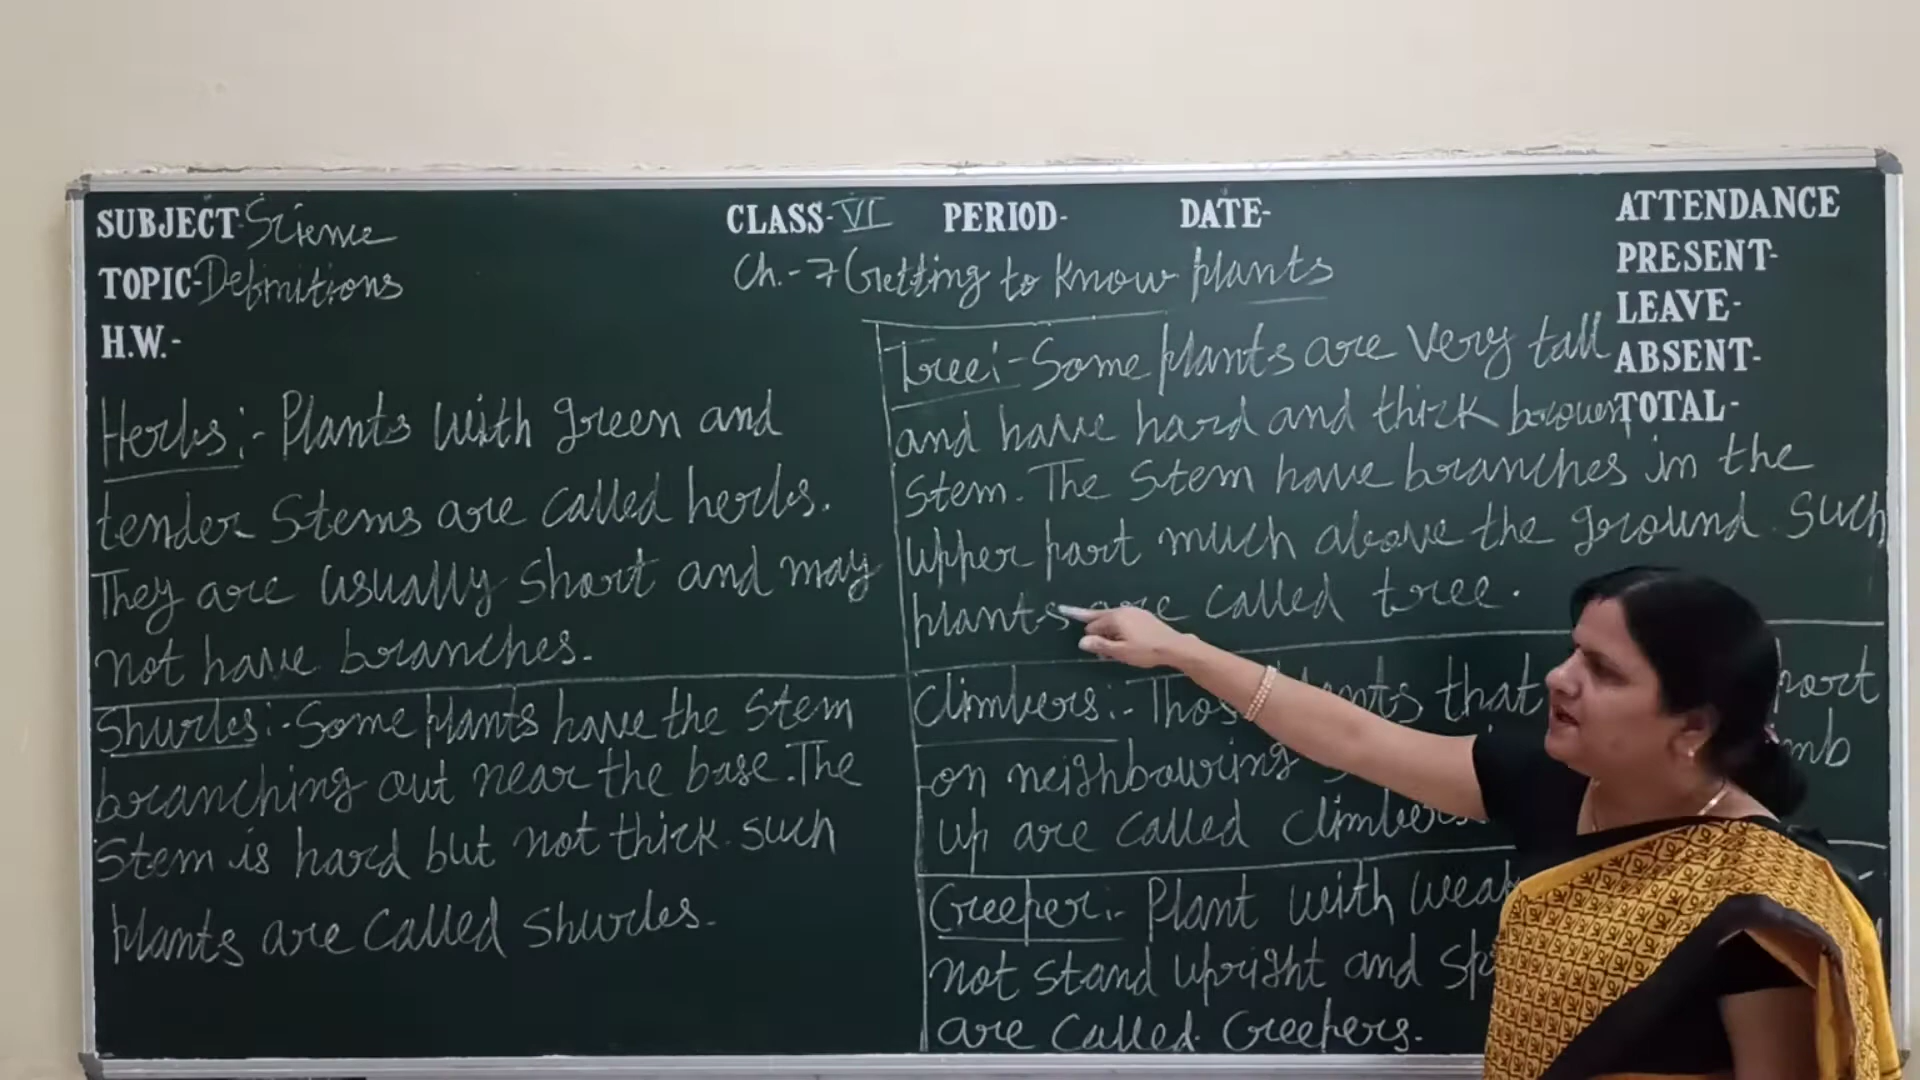 SUBJECT-Science
TOPIC-Definitions
H.W.-
CLASS-VI PERIOD- DATE-
Ch.-7 Getting to know plants
ATTENDANCE
PRESENT-
LEAVE-
ABSENT-
TOTAL-
Herbs:- Plants with green and
tender stems are called herbs.
They are usually short and may
not have branches.
Shurbs:- Some plants have the stem
branching out near the base. The
stem is hard but not thick. such
plants are called shurbs.
Tree:- Some plants are very tall
and have hard and thick brown
stem. The stem have branches in the
upper part much above the ground. Such
plants are called tree.
Climbers:- Those plants that
on neighbouring
up are called climbers
Creeper:- Plant with weak
not stand upright and
are called Creepers.